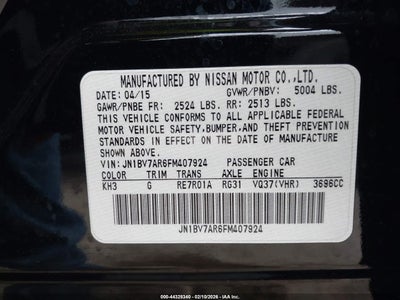 MANUFACTURED BY NISSAN MOTOR CO.,LTD.
DATE: 04/15 GVWR/PNBV: 5004 LBS.
GAWR/PNBE FR: 2524 LBS. RR: 2513 LBS.
THIS VEHICLE CONFORMS TO ALL APPLICABLE FEDERAL
MOTOR VEHICLE SAFETY,BUMPER,AND THEFT PREVENTION
STANDARDS IN EFFECT ON THE DATE OF MANUFACTURE
SHOWN ABOVE.
VIN: JN1BV7AR6FM407924 PASSENGER CAR
COLOR TRIM TRANS AXLE ENGINE
KH3 G RE7R01A RG31 VQ37(VHR) 3696CC
JN1BV7AR6FM407924
000-44328340 - 02/10/2026 - IAAI.COM